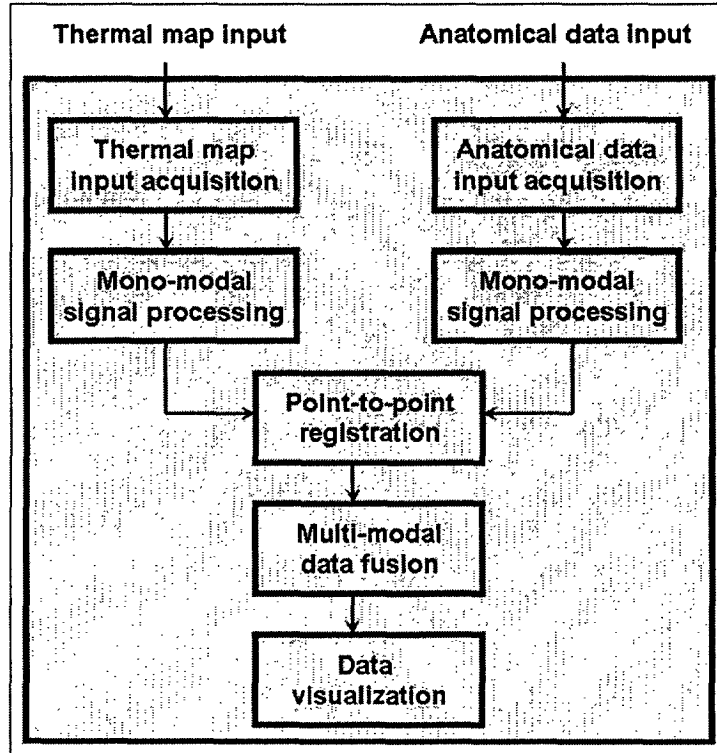 Thermal map input
Anatomical data input
Thermal map
input acquisition
Anatomical data
input acquisition
Mono-modal
signal processing
Mono-modal
signal processing
Point-to-point
registration
Multi-modal
data fusion
Data
visualization